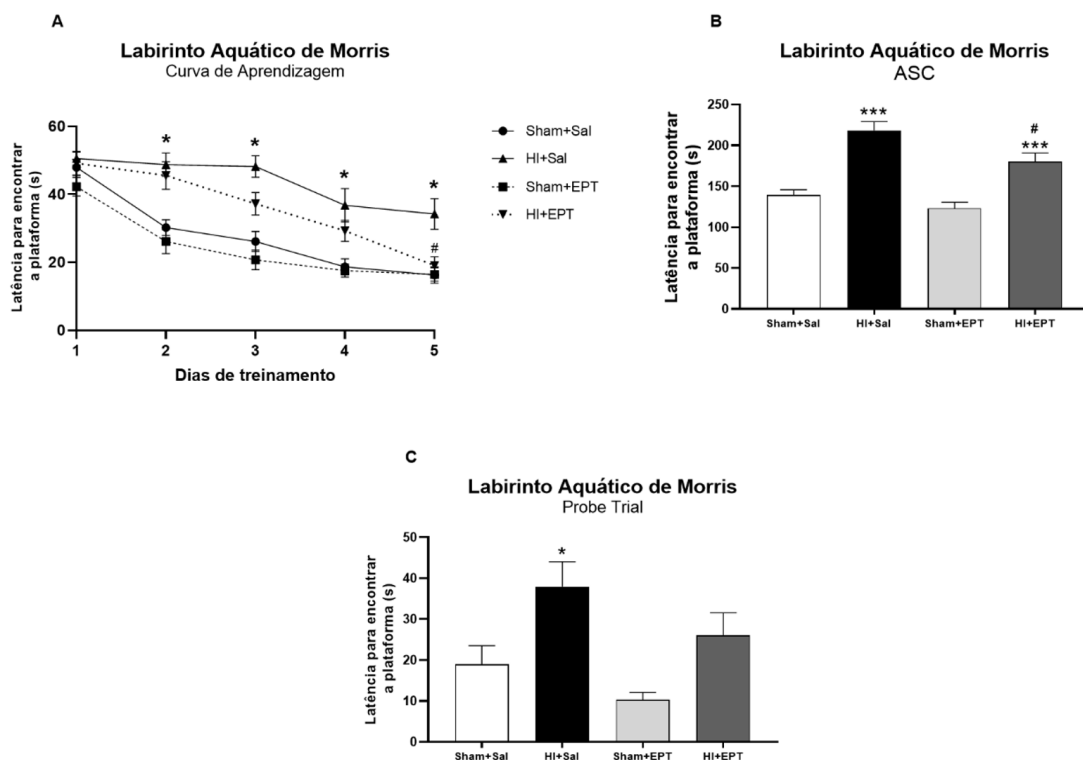 A
Labirinto Aquático de Morris
Curva de Aprendizagem
Latência para encontrar
a plataforma (s)
60
40
20
0
*
*
*
*
#
1
2
3
4
5
Dias de treinamento
Sham+Sal
HI+Sal
Sham+EPT
HI+EPT
B
Labirinto Aquático de Morris
ASC
Latência para encontrar
a plataforma (s)
250
200
150
100
50
0
***
#
***
Sham+Sal
HI+Sal
Sham+EPT
HI+EPT
C
Labirinto Aquático de Morris
Probe Trial
Latência para encontrar
a plataforma (s)
50
40
30
20
10
0
*
Sham+Sal
HI+Sal
Sham+EPT
HI+EPT